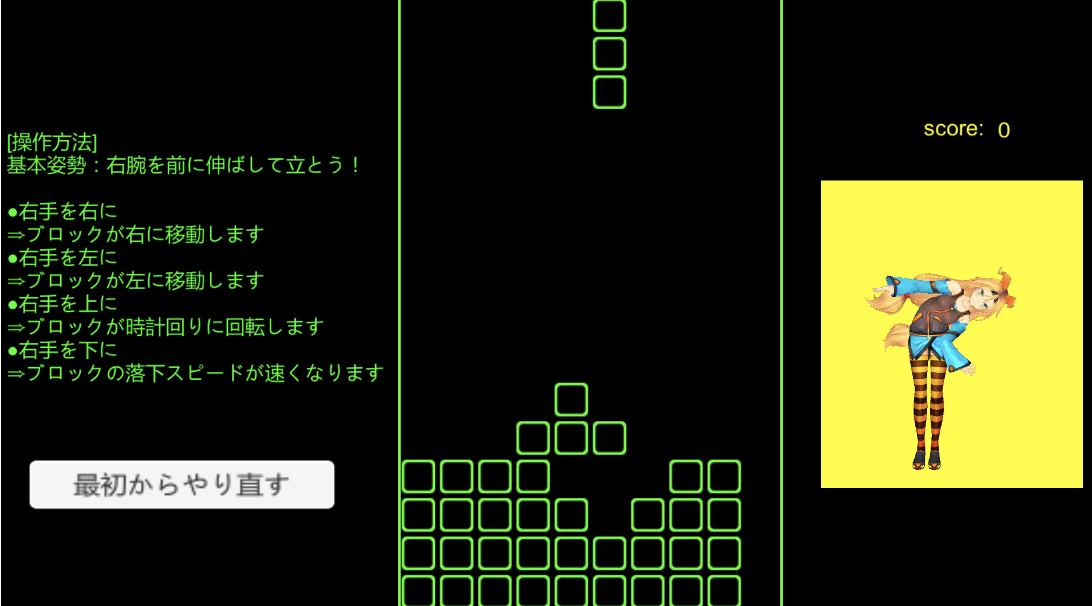 [操作方法]
基本姿勢：右腕を前に伸ばして立とう！
●右手を右に
⇒ブロックが右に移動します
●右手を左に
⇒ブロックが左に移動します
●右手を上に
⇒ブロックが時計回りに回転します
●右手を下に
⇒ブロックの落下スピードが速くなります
最初からやり直す
score: 0